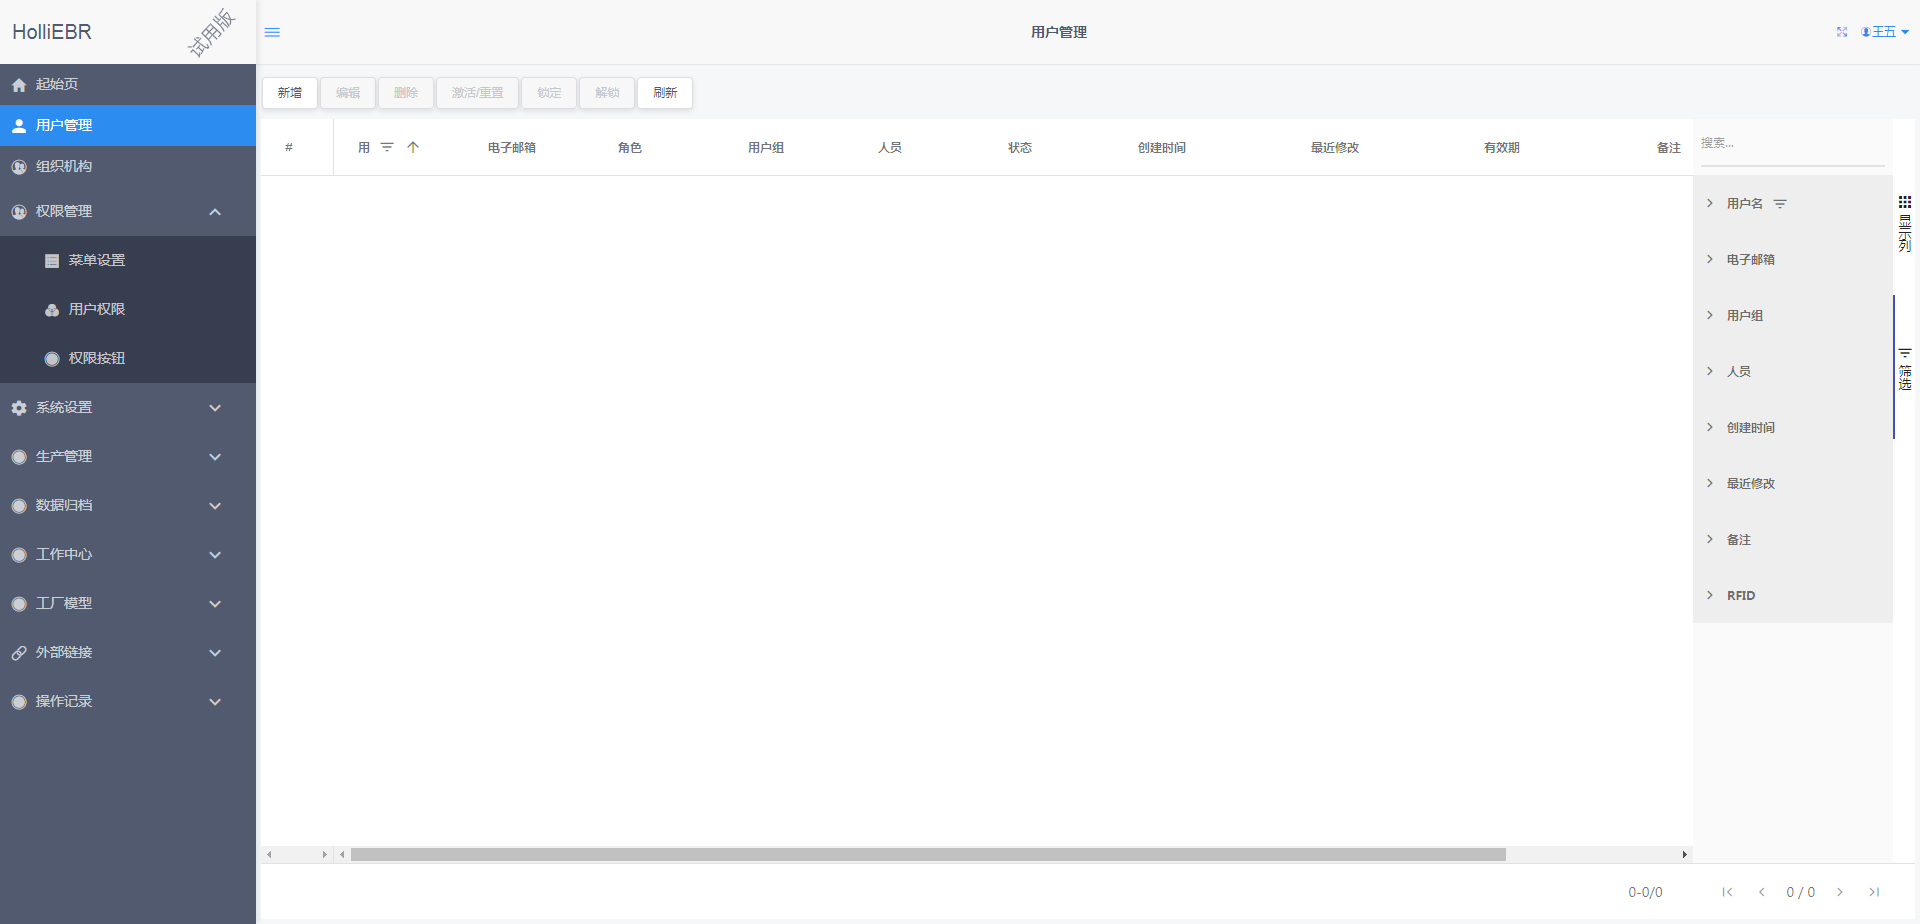 HolliEBR
试用版
用户管理
王五
起始页
用户管理
组织机构
权限管理
菜单设置
用户权限
权限按钮
系统设置
生产管理
数据归档
工作中心
工厂模型
外部链接
操作记录
新增 编辑 删除 激活/重置 锁定 解锁 刷新
# 用 电子邮箱 角色 用户组 人员 状态 创建时间 最近修改 有效期 备注
搜索...
用户名
电子邮箱
用户组
人员
创建时间
最近修改
备注
RFID
显示列
筛选
0-0/0 0 / 0